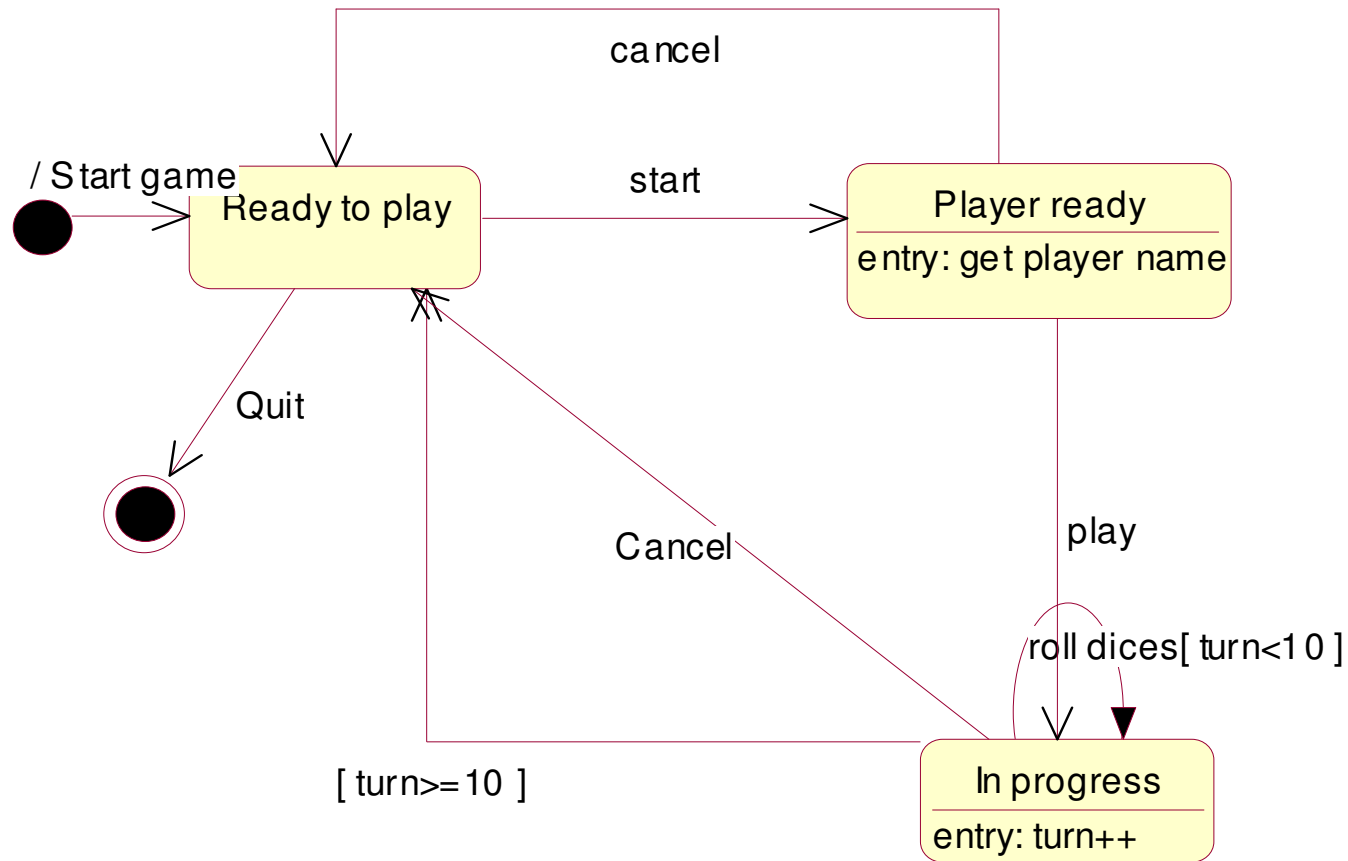 cancel
/ Start game
start
Ready to play
Player ready
entry: get player name
Quit
Cancel
play
roll dices[ turn<10 ]
[ turn>=10 ]
In progress
entry: turn++